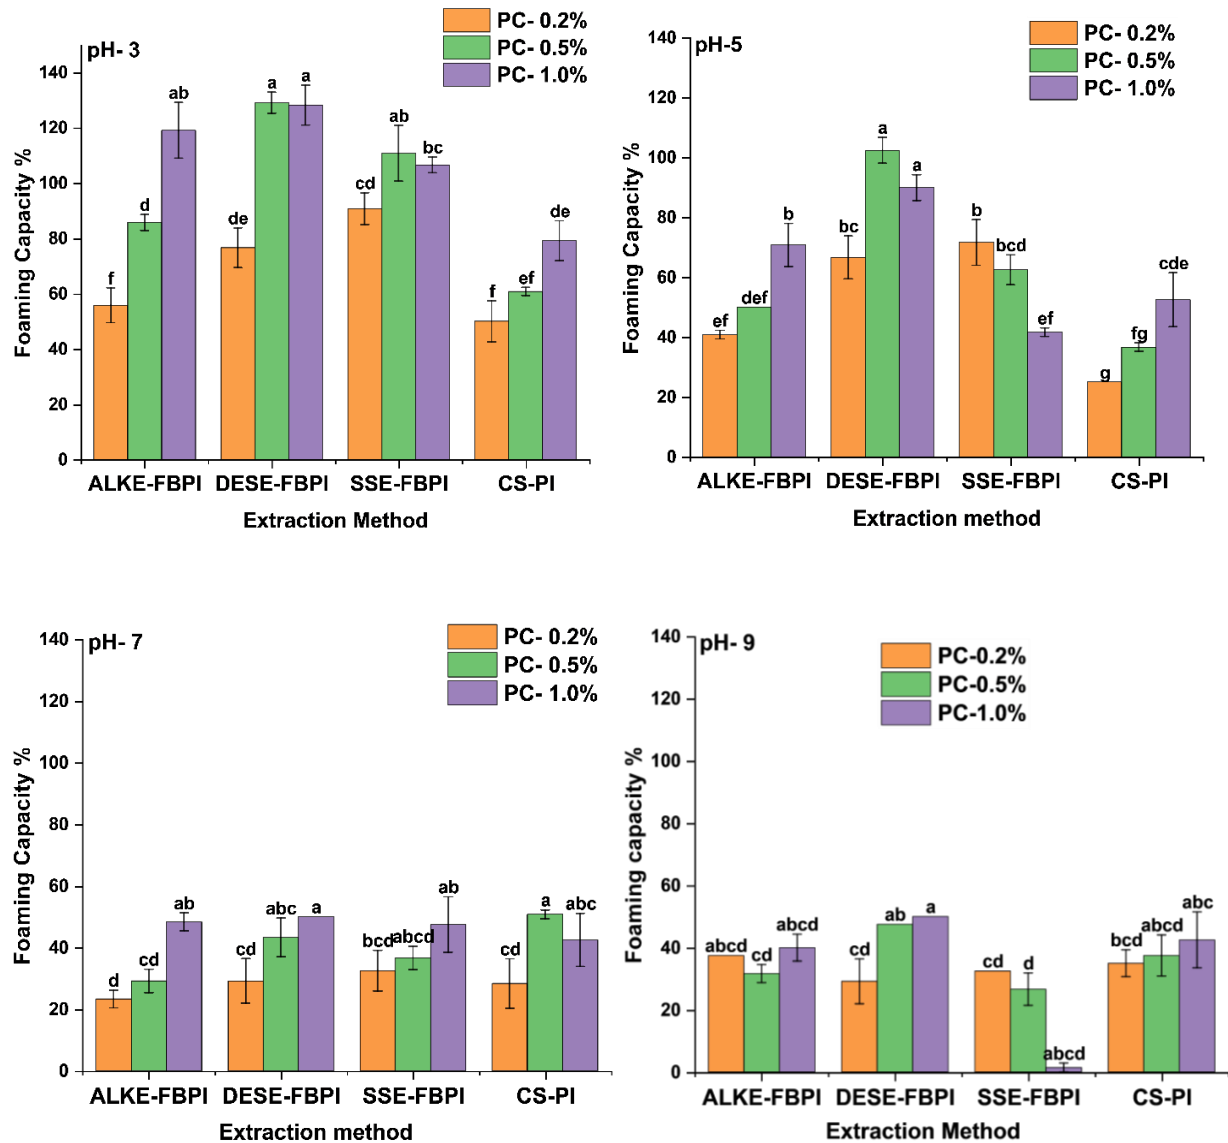 PC- 0.2%
PC- 0.5%
PC- 1.0%
pH- 3
Foaming Capacity %
140
120
100
80
60
40
20
0
f
d
ab
de
a
a
cd
ab
bc
f
ef
de
ALKE-FBPI DESE-FBPI SSE-FBPI CS-PI
Extraction Method
PC- 0.2%
PC- 0.5%
PC- 1.0%
pH-5
Foaming Capacity %
140
120
100
80
60
40
20
0
ef
def
b
bc
a
a
b
bcd
ef
g
fg
cde
ALKE-FBPI DESE-FBPI SSE-FBPI CS-PI
Extraction method
PC- 0.2%
PC- 0.5%
PC- 1.0%
pH- 7
Foaming Capacity %
140
120
100
80
60
40
20
0
d
cd
ab
cd
abc
a
bcd
abcd
ab
cd
a
abc
ALKE-FBPI DESE-FBPI SSE-FBPI CS-PI
Extraction method
PC-0.2%
PC-0.5%
PC-1.0%
pH- 9
Foaming capacity %
140
120
100
80
60
40
20
0
abcd
cd
abcd
cd
ab
a
cd
d
abcd
bcd
abcd
abc
ALKE-FBPI DESE-FBPI SSE-FBPI CS-PI
Extraction Method